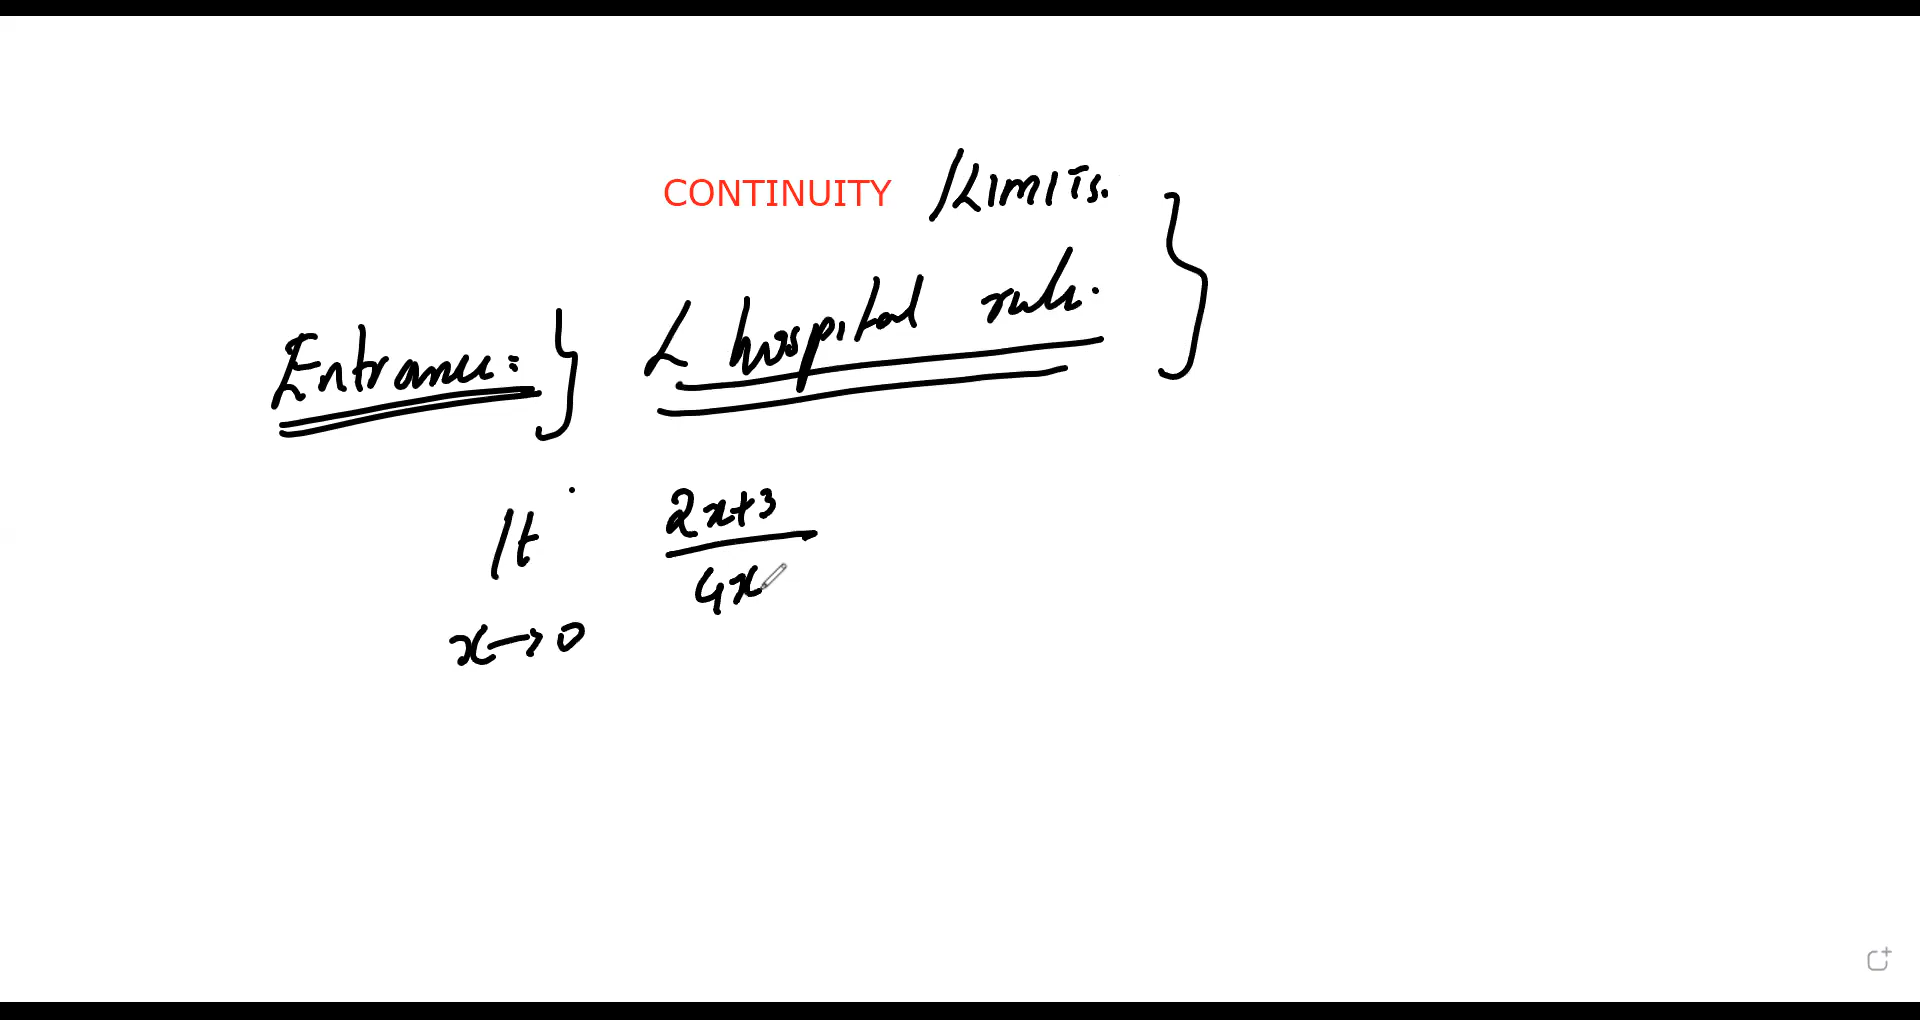 CONTINUITY /LIMITS.
Entrance: } L hospital rule. }
lt 2x+3
4x
x→0